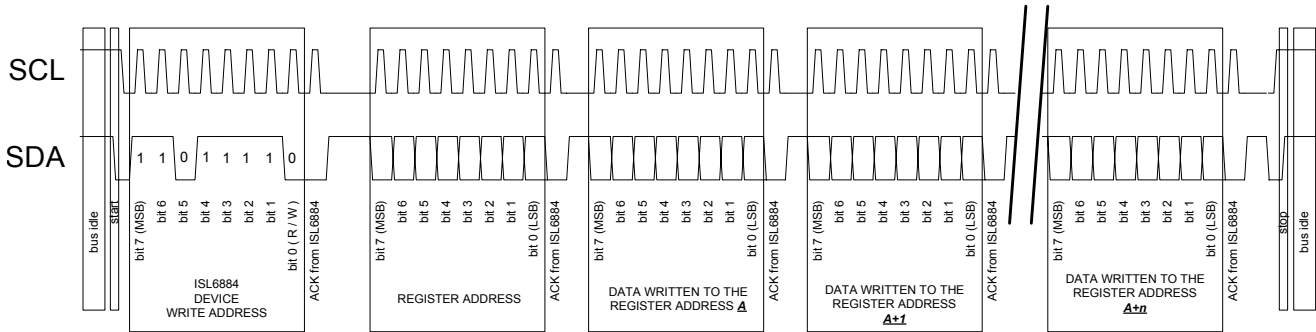 SCL
SDA
1 1 0 1 1 1 1 0
bus idle
start
bit 7 (MSB)
bit 6
bit 5
bit 4
bit 3
bit 2
bit 1
bit 0 ( R / W )
ACK from ISL6884
ISL6884
DEVICE
WRITE ADDRESS
bit 7 (MSB)
bit 6
bit 5
bit 4
bit 3
bit 2
bit 1
bit 0 (LSB)
ACK from ISL6884
REGISTER ADDRESS
bit 7 (MSB)
bit 6
bit 5
bit 4
bit 3
bit 2
bit 1
bit 0 (LSB)
ACK from ISL6884
DATA WRITTEN TO THE
REGISTER ADDRESS A
bit 7 (MSB)
bit 6
bit 5
bit 4
bit 3
bit 2
bit 1
bit 0 (LSB)
ACK from ISL6884
DATA WRITTEN TO THE
REGISTER ADDRESS
A+1
bit 7 (MSB)
bit 6
bit 5
bit 4
bit 3
bit 2
bit 1
bit 0 (LSB)
ACK from ISL6884
DATA WRITTEN TO THE
REGISTER ADDRESS
A+n
stop
bus idle